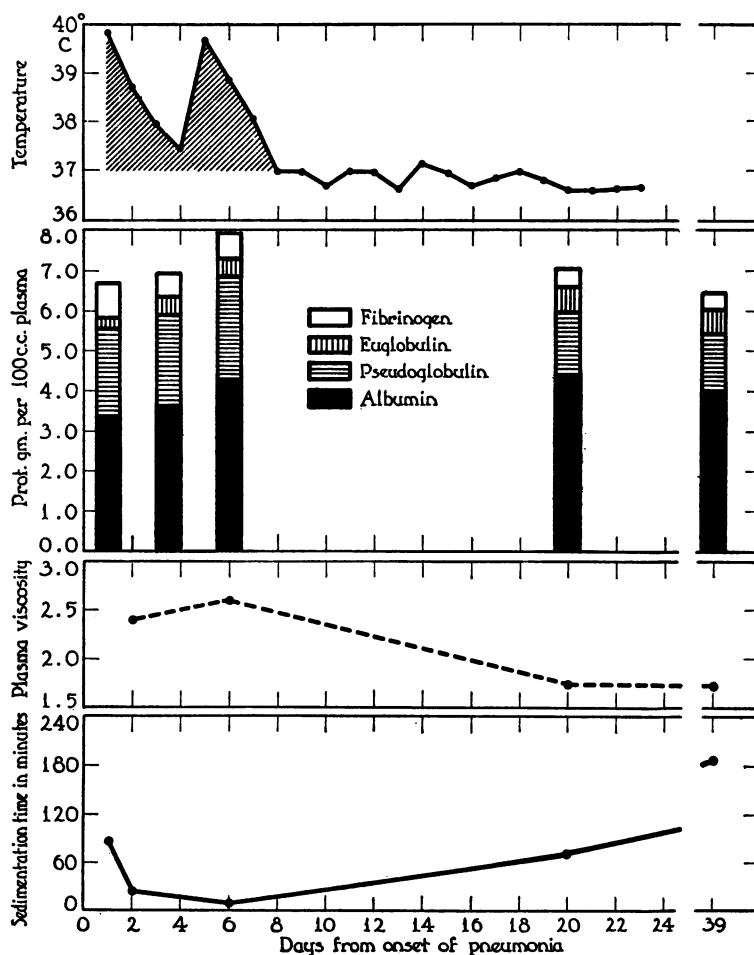 40°
C
39
38
37
36
Temperature
8.0
7.0
6.0
5.0
4.0
3.0
2.0
1.0
0.0
Prot. gm. per 100c.c. plasma
Fibrinogen
Euglobulin
Pseudoglobulin
Albumin
3.0
2.5
2.0
1.5
Plasma viscosity
240
180
120
60
0
Sedimentation time in minutes
0 2 4 6 8 10 12 14 16 18 20 22 24 39
Days from onset of pneumonia